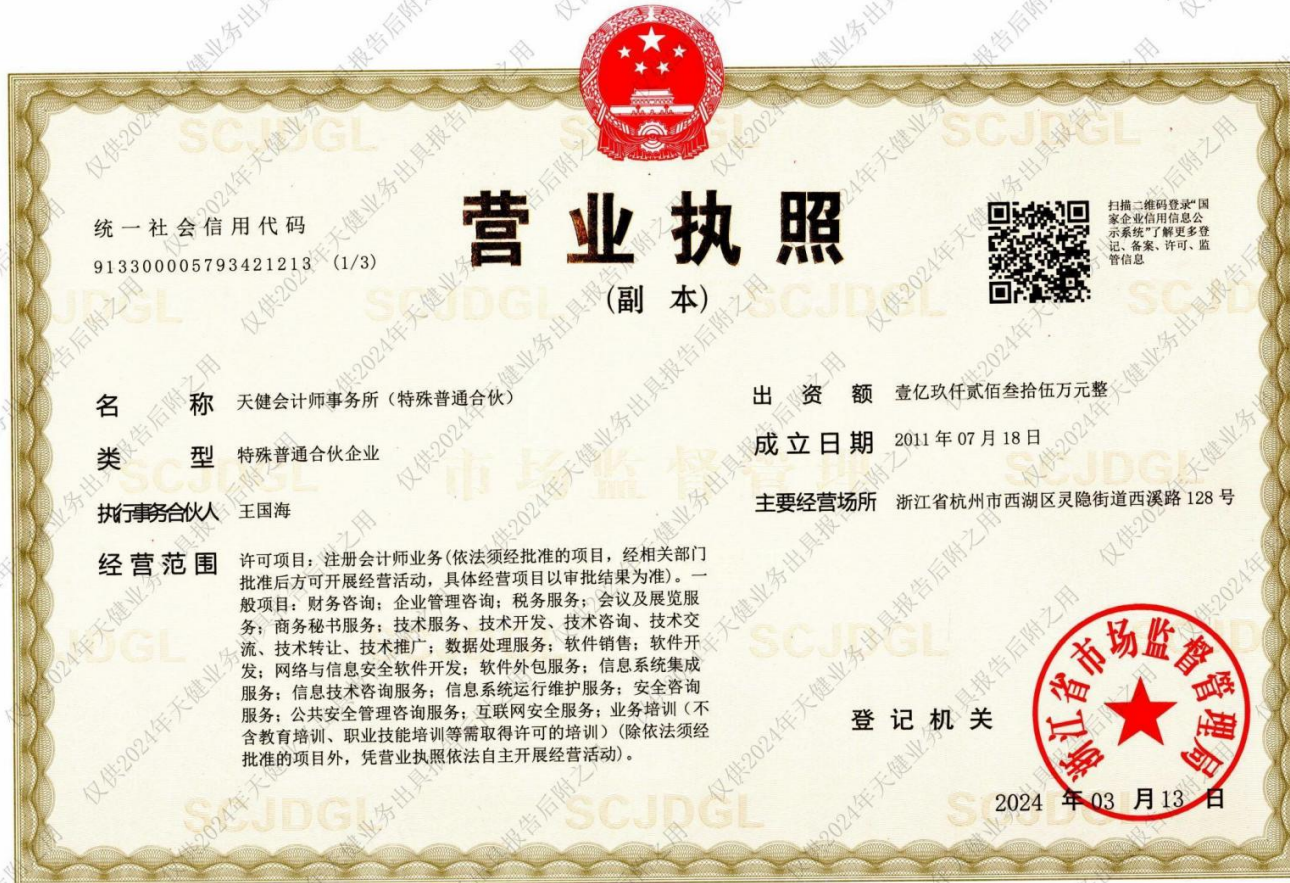 营业执照
(副 本)
统一社会信用代码
913300005793421213 (1/3)
扫描二维码登录“国
家企业信用信息公
示系统”了解更多登
记、备案、许可、监
管信息
名 称 天健会计师事务所（特殊普通合伙）
类 型 特殊普通合伙企业
执行事务合伙人 王国海
经营范围 许可项目：注册会计师业务(依法须经批准的项目，经相关部门
批准后方可开展经营活动，具体经营项目以审批结果为准)。一
般项目：财务咨询；企业管理咨询；税务服务；会议及展览服
务；商务秘书服务；技术服务、技术开发、技术咨询、技术交
流、技术转让、技术推广；数据处理服务；软件销售；软件开
发；网络与信息安全软件开发；软件外包服务；信息系统集成
服务；信息技术咨询服务；信息系统运行维护服务；安全咨询
服务；公共安全管理咨询服务；互联网安全服务；业务培训（不
含教育培训、职业技能培训等需取得许可的培训）(除依法须经
批准的项目外，凭营业执照依法自主开展经营活动)。
出 资 额 壹亿玖仟贰佰叁拾伍万元整
成立日期 2011 年 07 月 18 日
主要经营场所 浙江省杭州市西湖区灵隐街道西溪路 128 号
登记机关
浙江省市场监督管理局
2024 年 03 月 13 日
仅供2024年天健业务出具报告后附之用
SCJDGL
市场监督管理